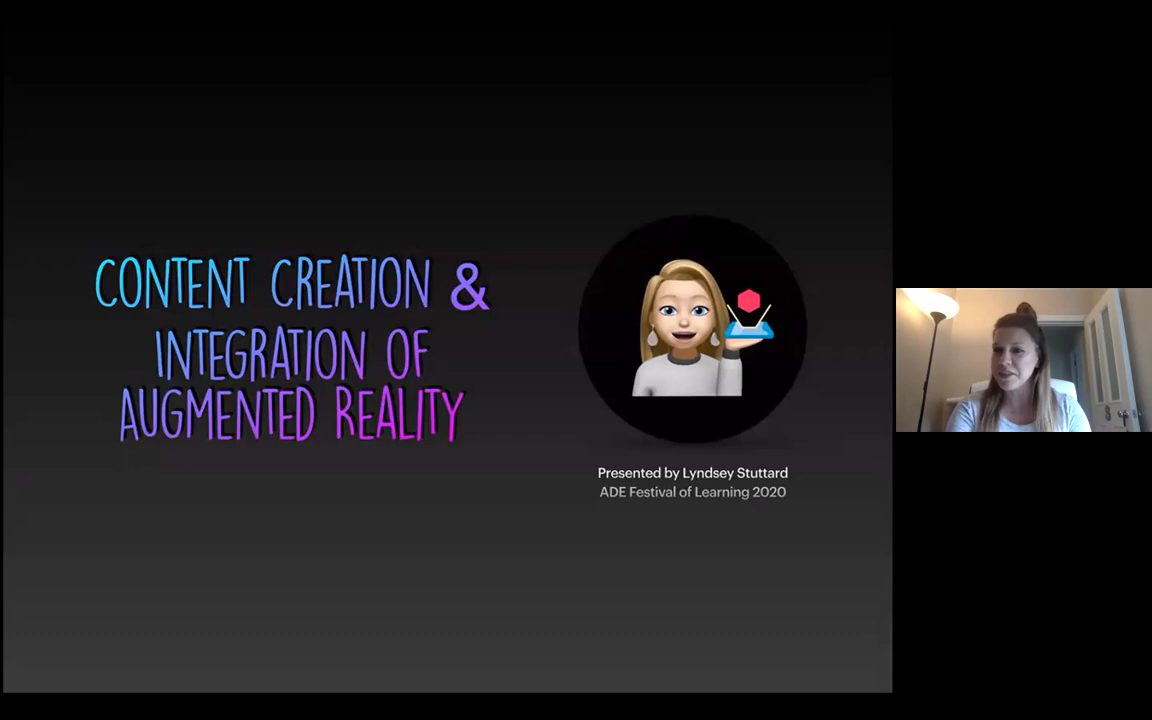 CONTENT CREATION &
INTEGRATION OF
AUGMENTED REALITY
Presented by Lyndsey Stuttard
ADE Festival of Learning 2020